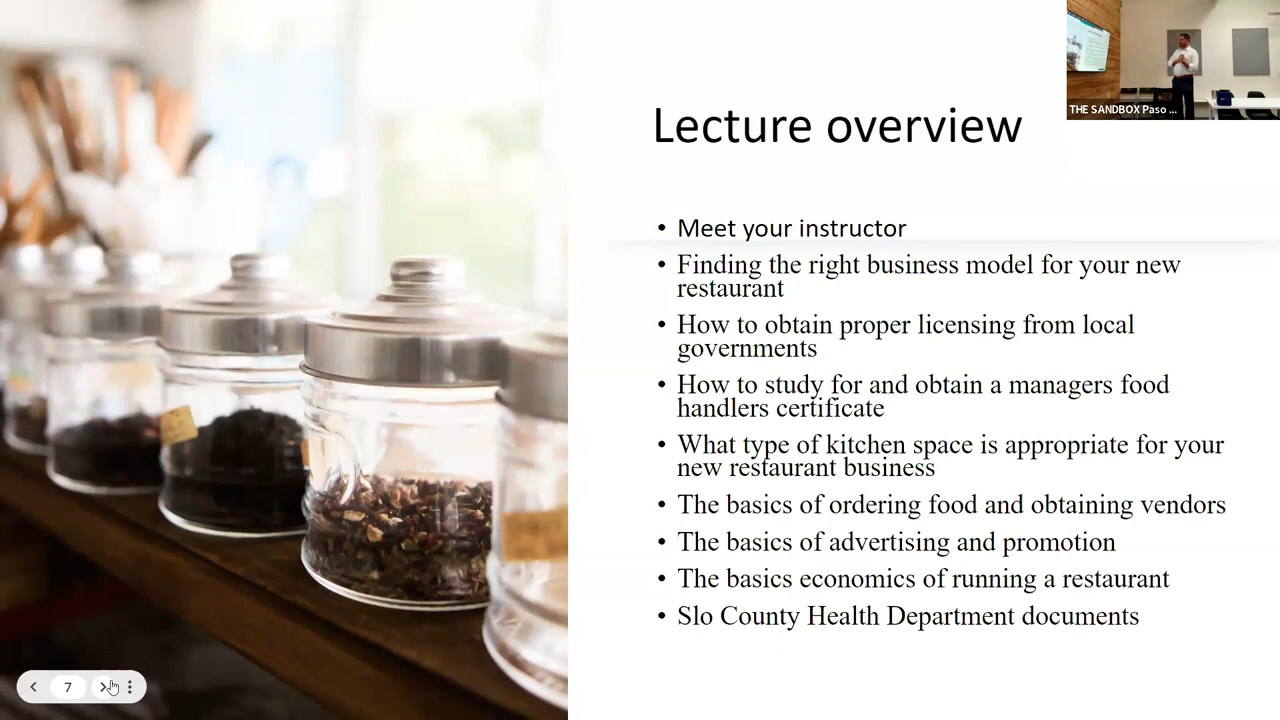 THE SANDBOX Paso ...
Lecture overview
• Meet your instructor
• Finding the right business model for your new
restaurant
• How to obtain proper licensing from local
governments
• How to study for and obtain a managers food
handlers certificate
• What type of kitchen space is appropriate for your
new restaurant business
• The basics of ordering food and obtaining vendors
• The basics of advertising and promotion
• The basics economics of running a restaurant
• Slo County Health Department documents
7